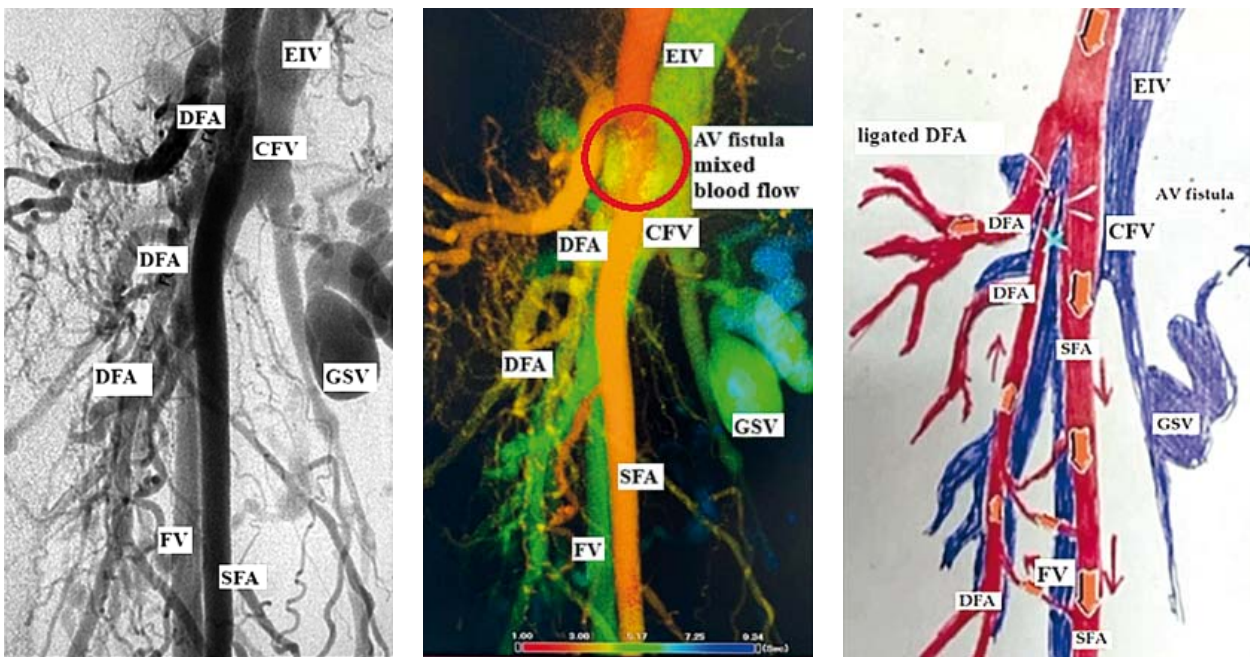 EIV
DFA
CFV
DFA
DFA
GSV
FV
SFA
EIV
AV fistula
mixed
blood flow
DFA
CFV
DFA
GSV
SFA
FV
1.00 3.00 5.17 7.25 9.34
(Sec)
EIV
ligated DFA
AV fistula
DFA
CFV
DFA
SFA
GSV
FV
DFA
SFA